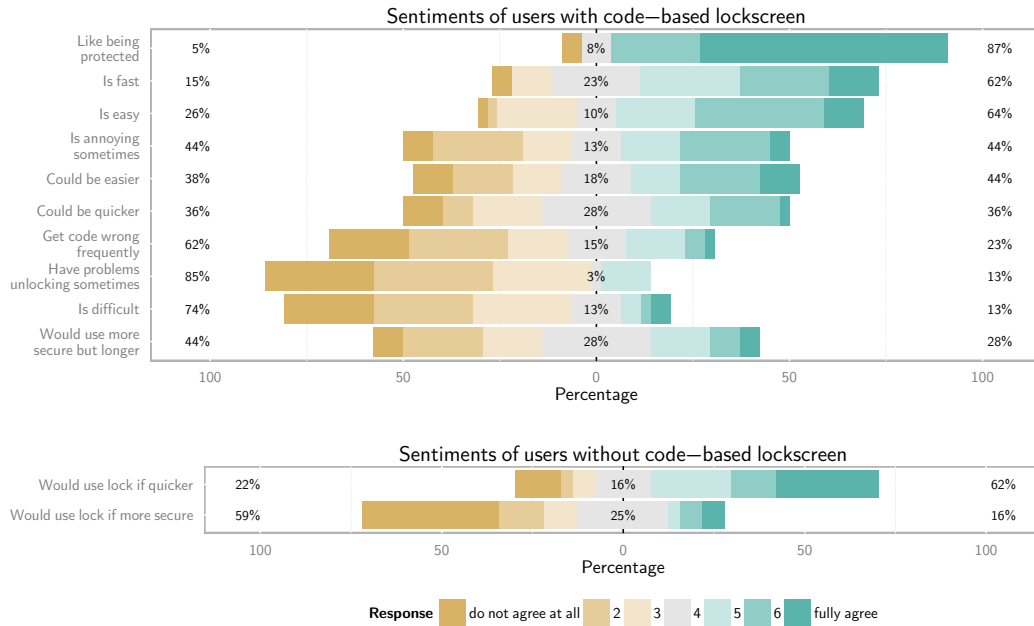 Sentiments of users with code−based lockscreen
Like being
protected
5%
8%
87%
Is fast
15%
23%
62%
Is easy
26%
10%
64%
Is annoying
sometimes
44%
13%
44%
Could be easier
38%
18%
44%
Could be quicker
36%
28%
36%
Get code wrong
frequently
62%
15%
23%
Have problems
unlocking sometimes
85%
3%
13%
Is difficult
74%
13%
13%
Would use more
secure but longer
44%
28%
28%
100 50 0 50 100
Percentage
Sentiments of users without code−based lockscreen
Would use lock if quicker
22%
16%
62%
Would use lock if more secure
59%
25%
16%
100 50 0 50 100
Percentage
Response do not agree at all 2 3 4 5 6 fully agree